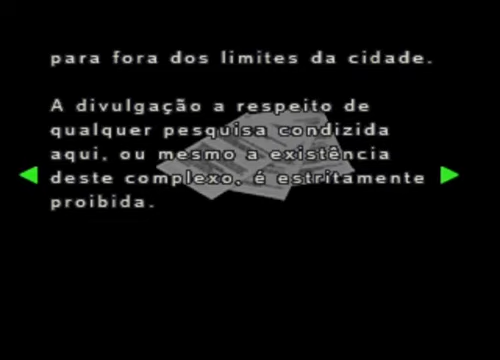 para fora dos limites da cidade.
A divulgação a respeito de
qualquer pesquisa condizida
aqui, ou mesmo a existência
deste complexo, é estritamente
proibida.